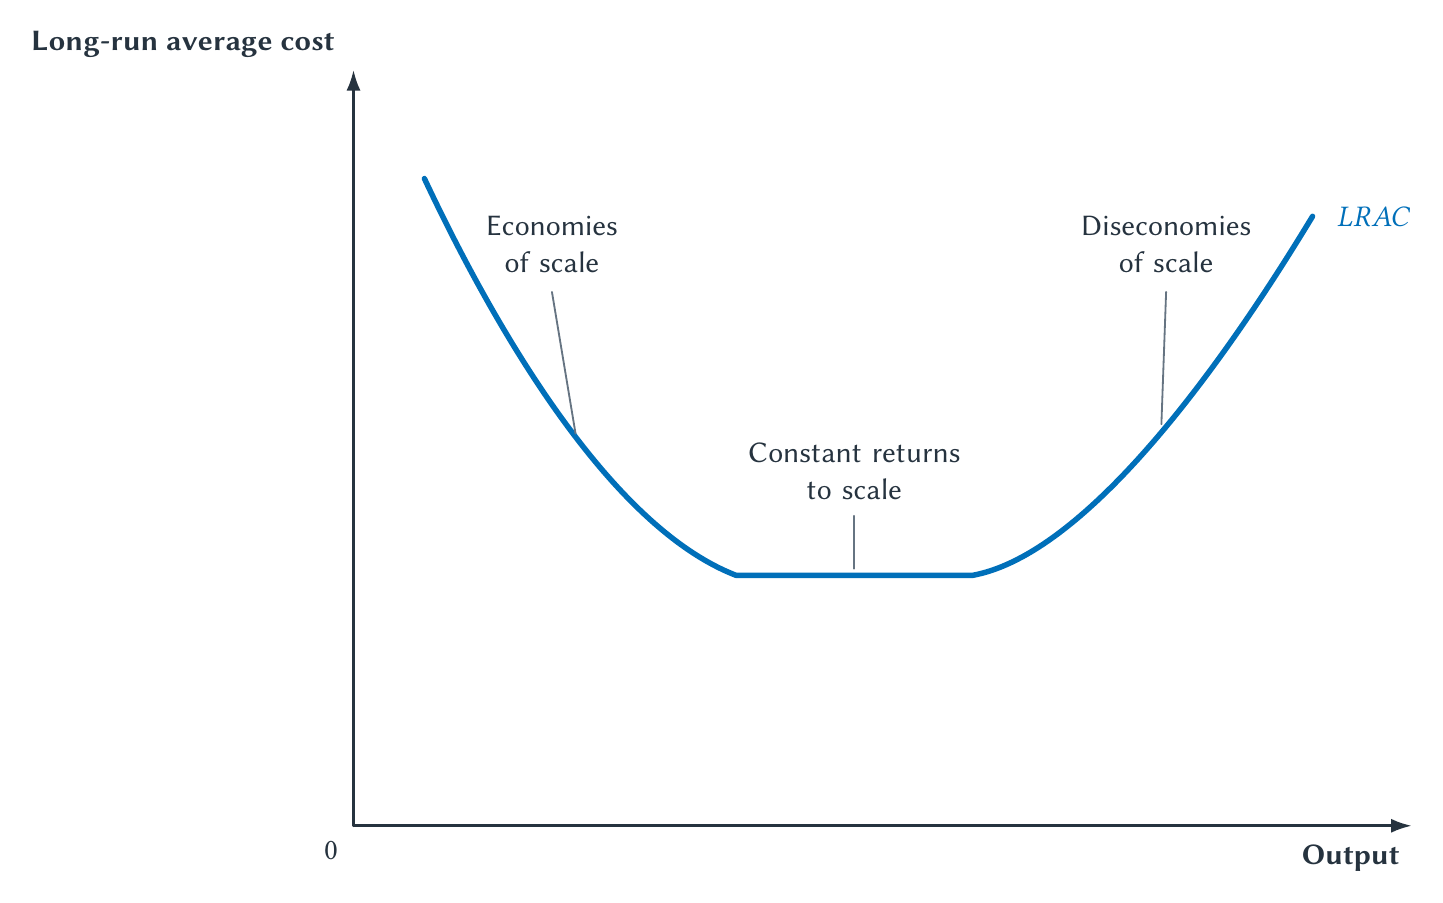 Long-run average cost
Economies
of scale
Diseconomies
of scale
LRAC
Constant returns
to scale
0
Output